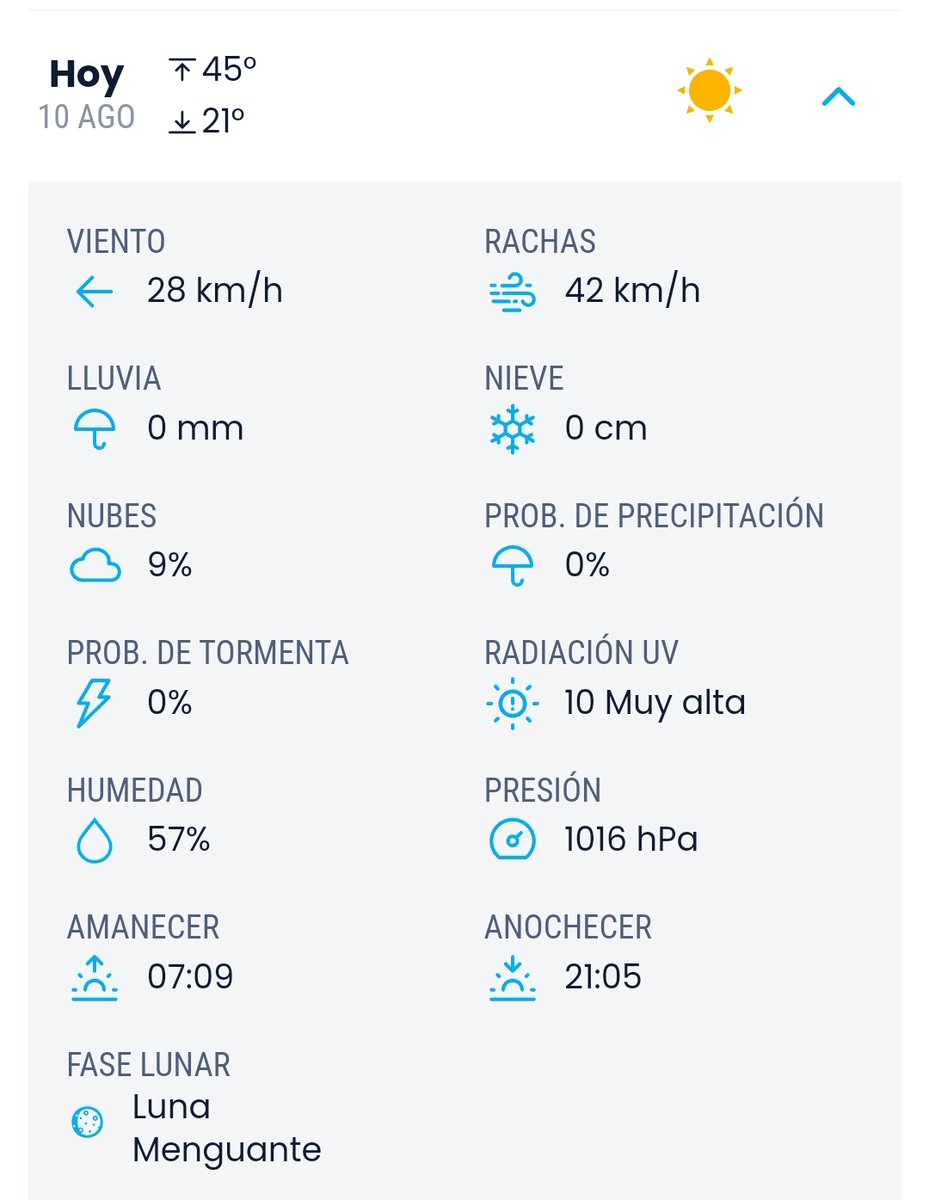 Hoy
45°
10 AGO
21°
VIENTO
RACHAS
28 km/h
42 km/h
LLUVIA
NIEVE
0 mm
0 cm
NUBES
PROB. DE PRECIPITACIÓN
9%
0%
PROB. DE TORMENTA
RADIACIÓN UV
0%
10 Muy alta
HUMEDAD
PRESIÓN
57%
1016 hPa
AMANECER
ANOCHECER
07:09
21:05
FASE LUNAR
Luna
Menguante